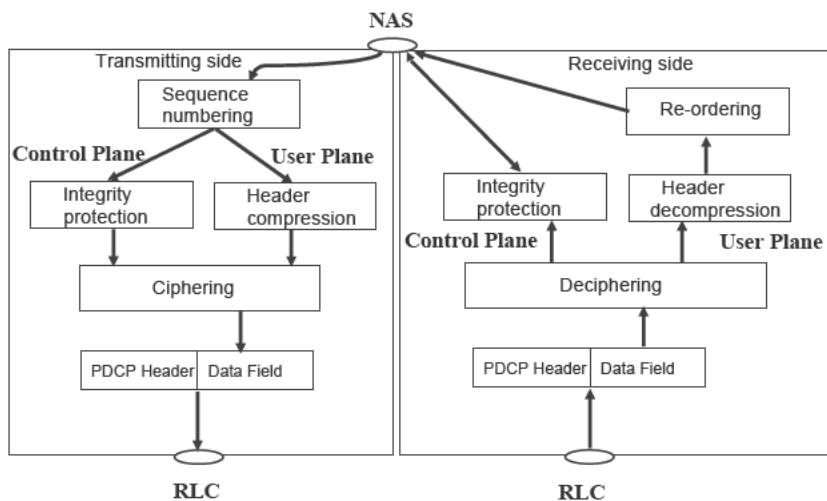 NAS
Transmitting side
Sequence
numbering
Control Plane
User Plane
Integrity
protection
Header
compression
Ciphering
PDCP Header
Data Field
RLC
Receiving side
Re-ordering
Integrity
protection
Header
decompression
Control Plane
User Plane
Deciphering
PDCP Header
Data Field
RLC